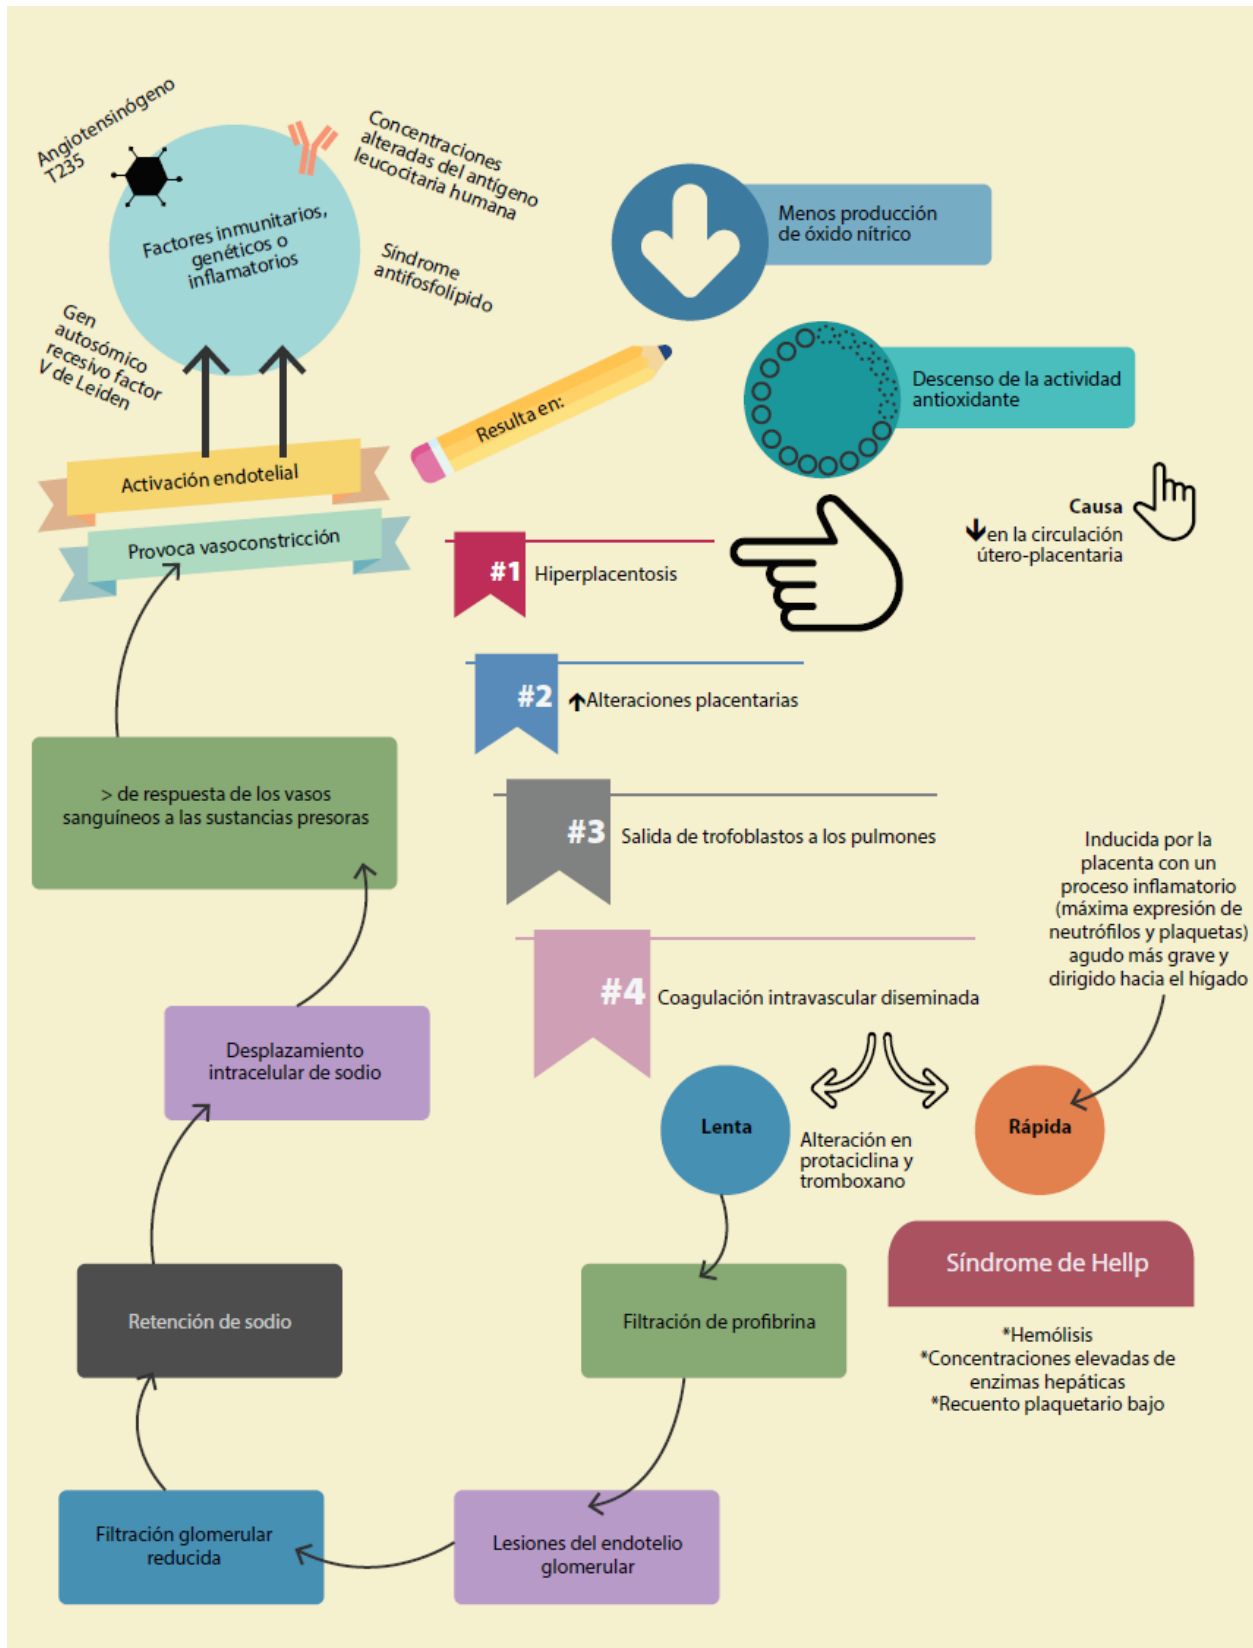 Angiotensinógeno
T235
Concentraciones
alteradas del antígeno
leucocitaria humana
Factores inmunitarios,
genéticos o
inflamatorios
Síndrome
antifosfolípido
Gen
autosómico
recesivo factor
V de Leiden
Activación endotelial
Provoca vasoconstricción
Resulta en:
Menos producción
de óxido nítrico
Descenso de la actividad
antioxidante
Causa
↓en la circulación
útero-placentaria
#1 Hiperplacentosis
#2 ↑Alteraciones placentarias
#3 Salida de trofoblastos a los pulmones
#4 Coagulación intravascular diseminada
Inducida por la
placenta con un
proceso inflamatorio
(máxima expresión de
neutrófilos y plaquetas)
agudo más grave y
dirigido hacia el hígado
Lenta
Alteración en
protaciclina y
tromboxano
Rápida
Síndrome de Hellp
*Hemólisis
*Concentraciones elevadas de
enzimas hepáticas
*Recuento plaquetario bajo
Filtración de profibrina
Lesiones del endotelio
glomerular
Filtración glomerular
reducida
Retención de sodio
Desplazamiento
intracelular de sodio
> de respuesta de los vasos
sanguíneos a las sustancias presoras